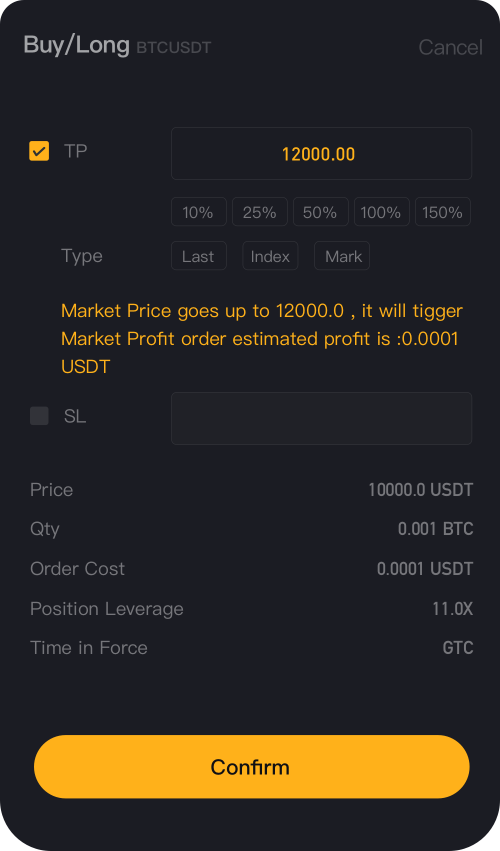 Buy/Long BTCUSDT Cancel
TP 12000.00
10% 25% 50% 100% 150%
Type Last Index Mark
Market Price goes up to 12000.0 , it will tigger
Market Profit order estimated profit is :0.0001
USDT
SL
Price 10000.0 USDT
Qty 0.001 BTC
Order Cost 0.0001 USDT
Position Leverage 11.0X
Time in Force GTC
Confirm